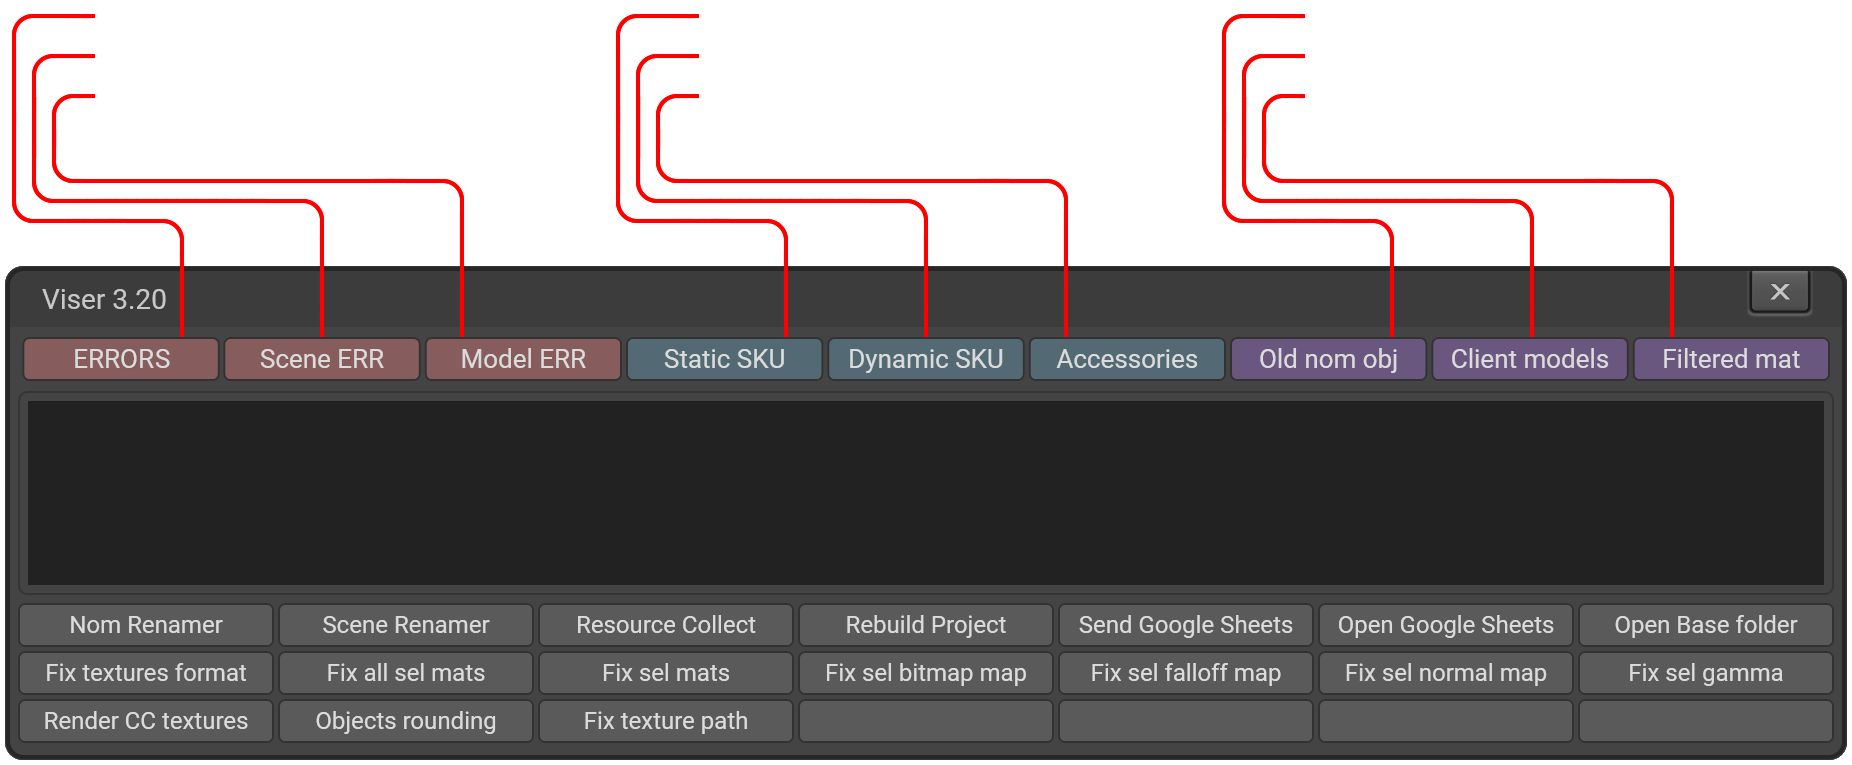 Viser 3.20
ERRORS Scene ERR Model ERR Static SKU Dynamic SKU Accessories Old nom obj Client models Filtered mat
Nom Renamer Scene Renamer Resource Collect Rebuild Project Send Google Sheets Open Google Sheets Open Base folder
Fix textures format Fix all sel mats Fix sel mats Fix sel bitmap map Fix sel falloff map Fix sel normal map Fix sel gamma
Render CC textures Objects rounding Fix texture path